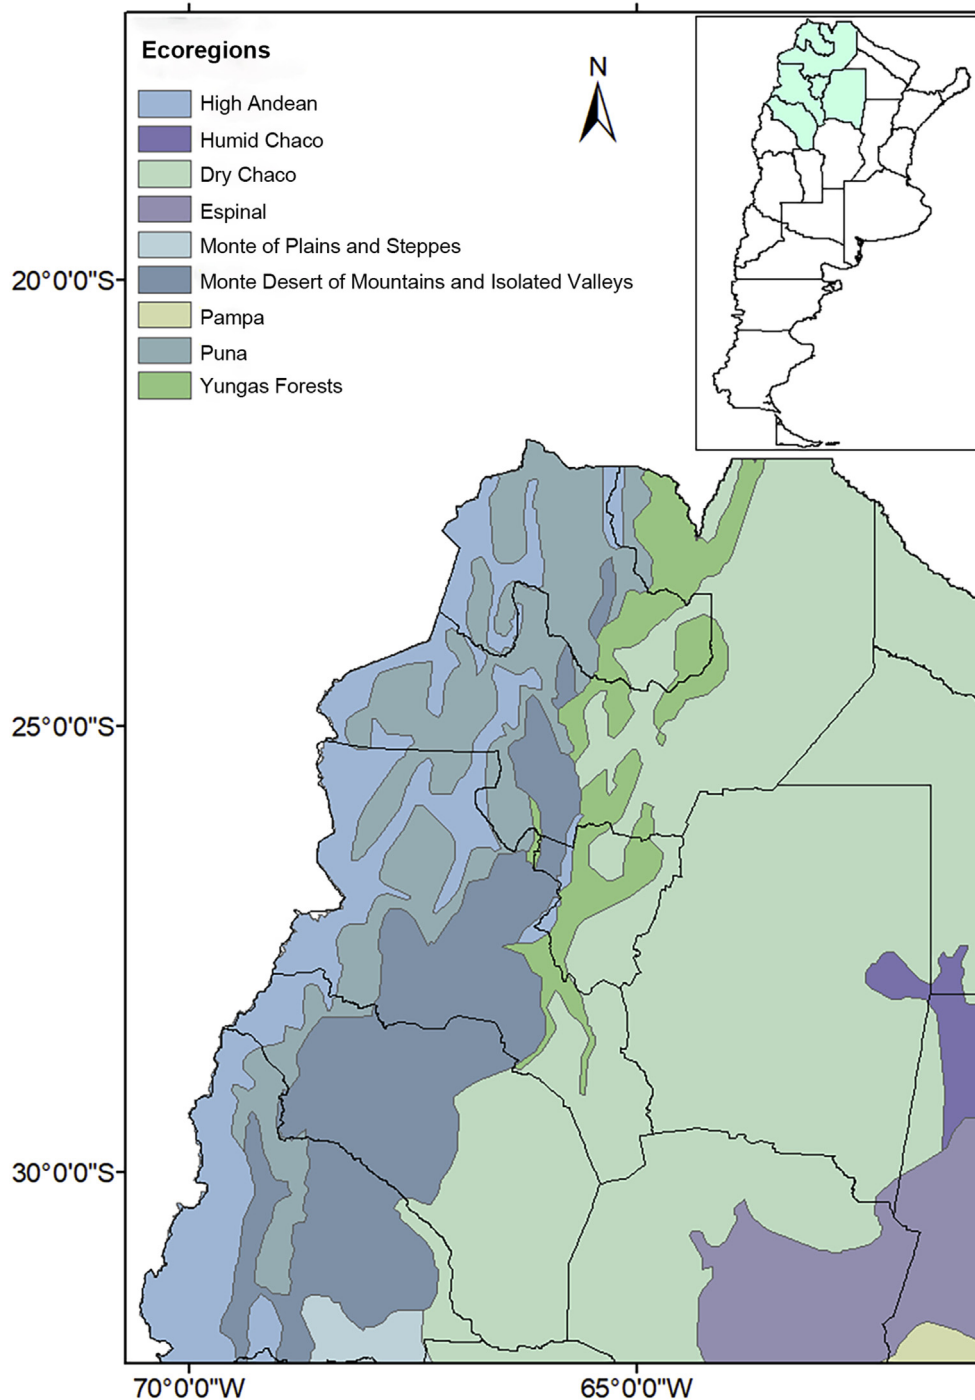 Ecoregions
High Andean
Humid Chaco
Dry Chaco
Espinal
Monte of Plains and Steppes
Monte Desert of Mountains and Isolated Valleys
Pampa
Puna
Yungas Forests
N
20°0'0"S
25°0'0"S
30°0'0"S
70°0'0"W
65°0'0"W